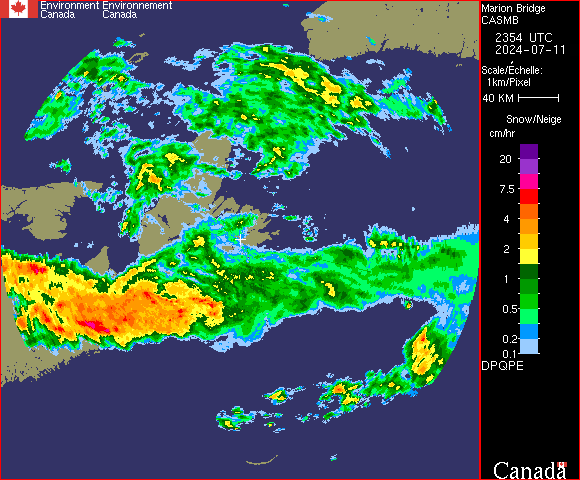 Environment Environnement
Canada Canada
Marion Bridge
CASMB
2354 UTC
2024-07-11
Scale/Echelle:
1km/Pixel
40 KM
Snow/Neige
cm/hr
20
7.5
4
2
1
0.5
0.2
0.1
DPQPE
Canada